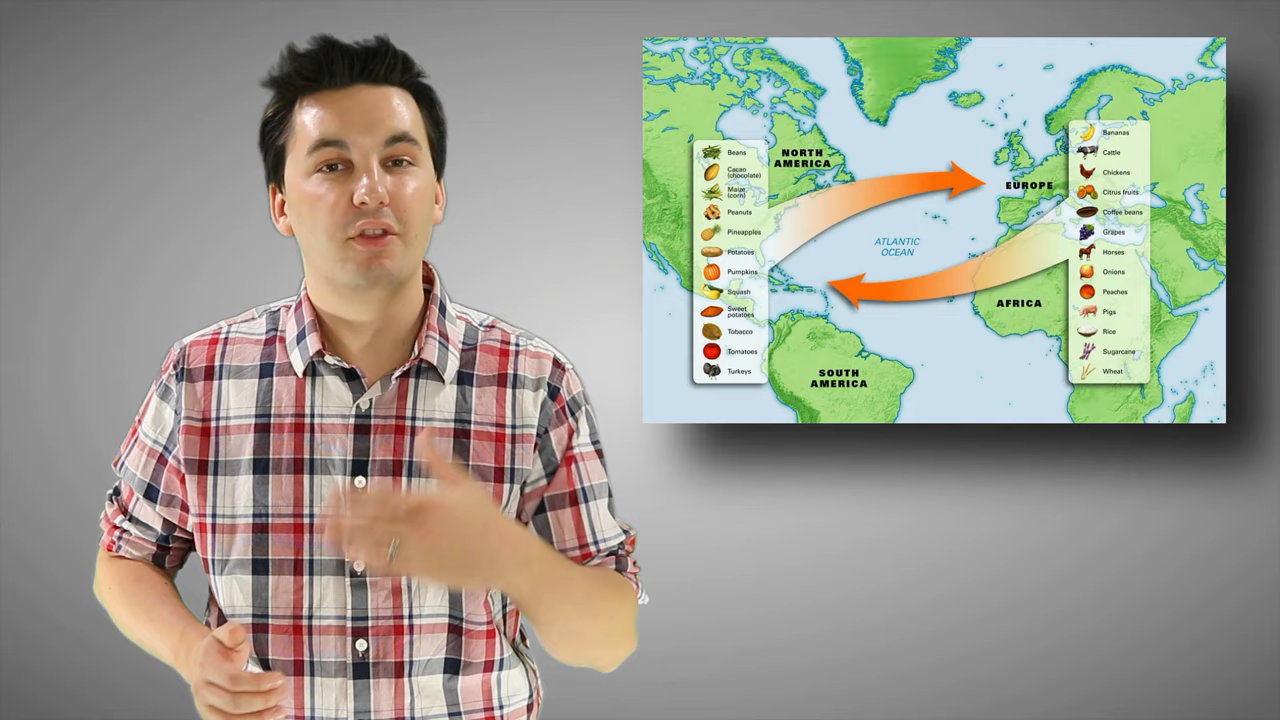 Beans
Cacao
(chocolate)
Maize
(corn)
Peanuts
Pineapples
Potatoes
Pumpkins
Squash
Sweet
potatoes
Tobacco
Tomatoes
Turkeys
NORTH
AMERICA
ATLANTIC
OCEAN
SOUTH
AMERICA
EUROPE
AFRICA
Bananas
Cattle
Chickens
Citrus fruits
Coffee beans
Grapes
Horses
Onions
Peaches
Pigs
Rice
Sugarcane
Wheat